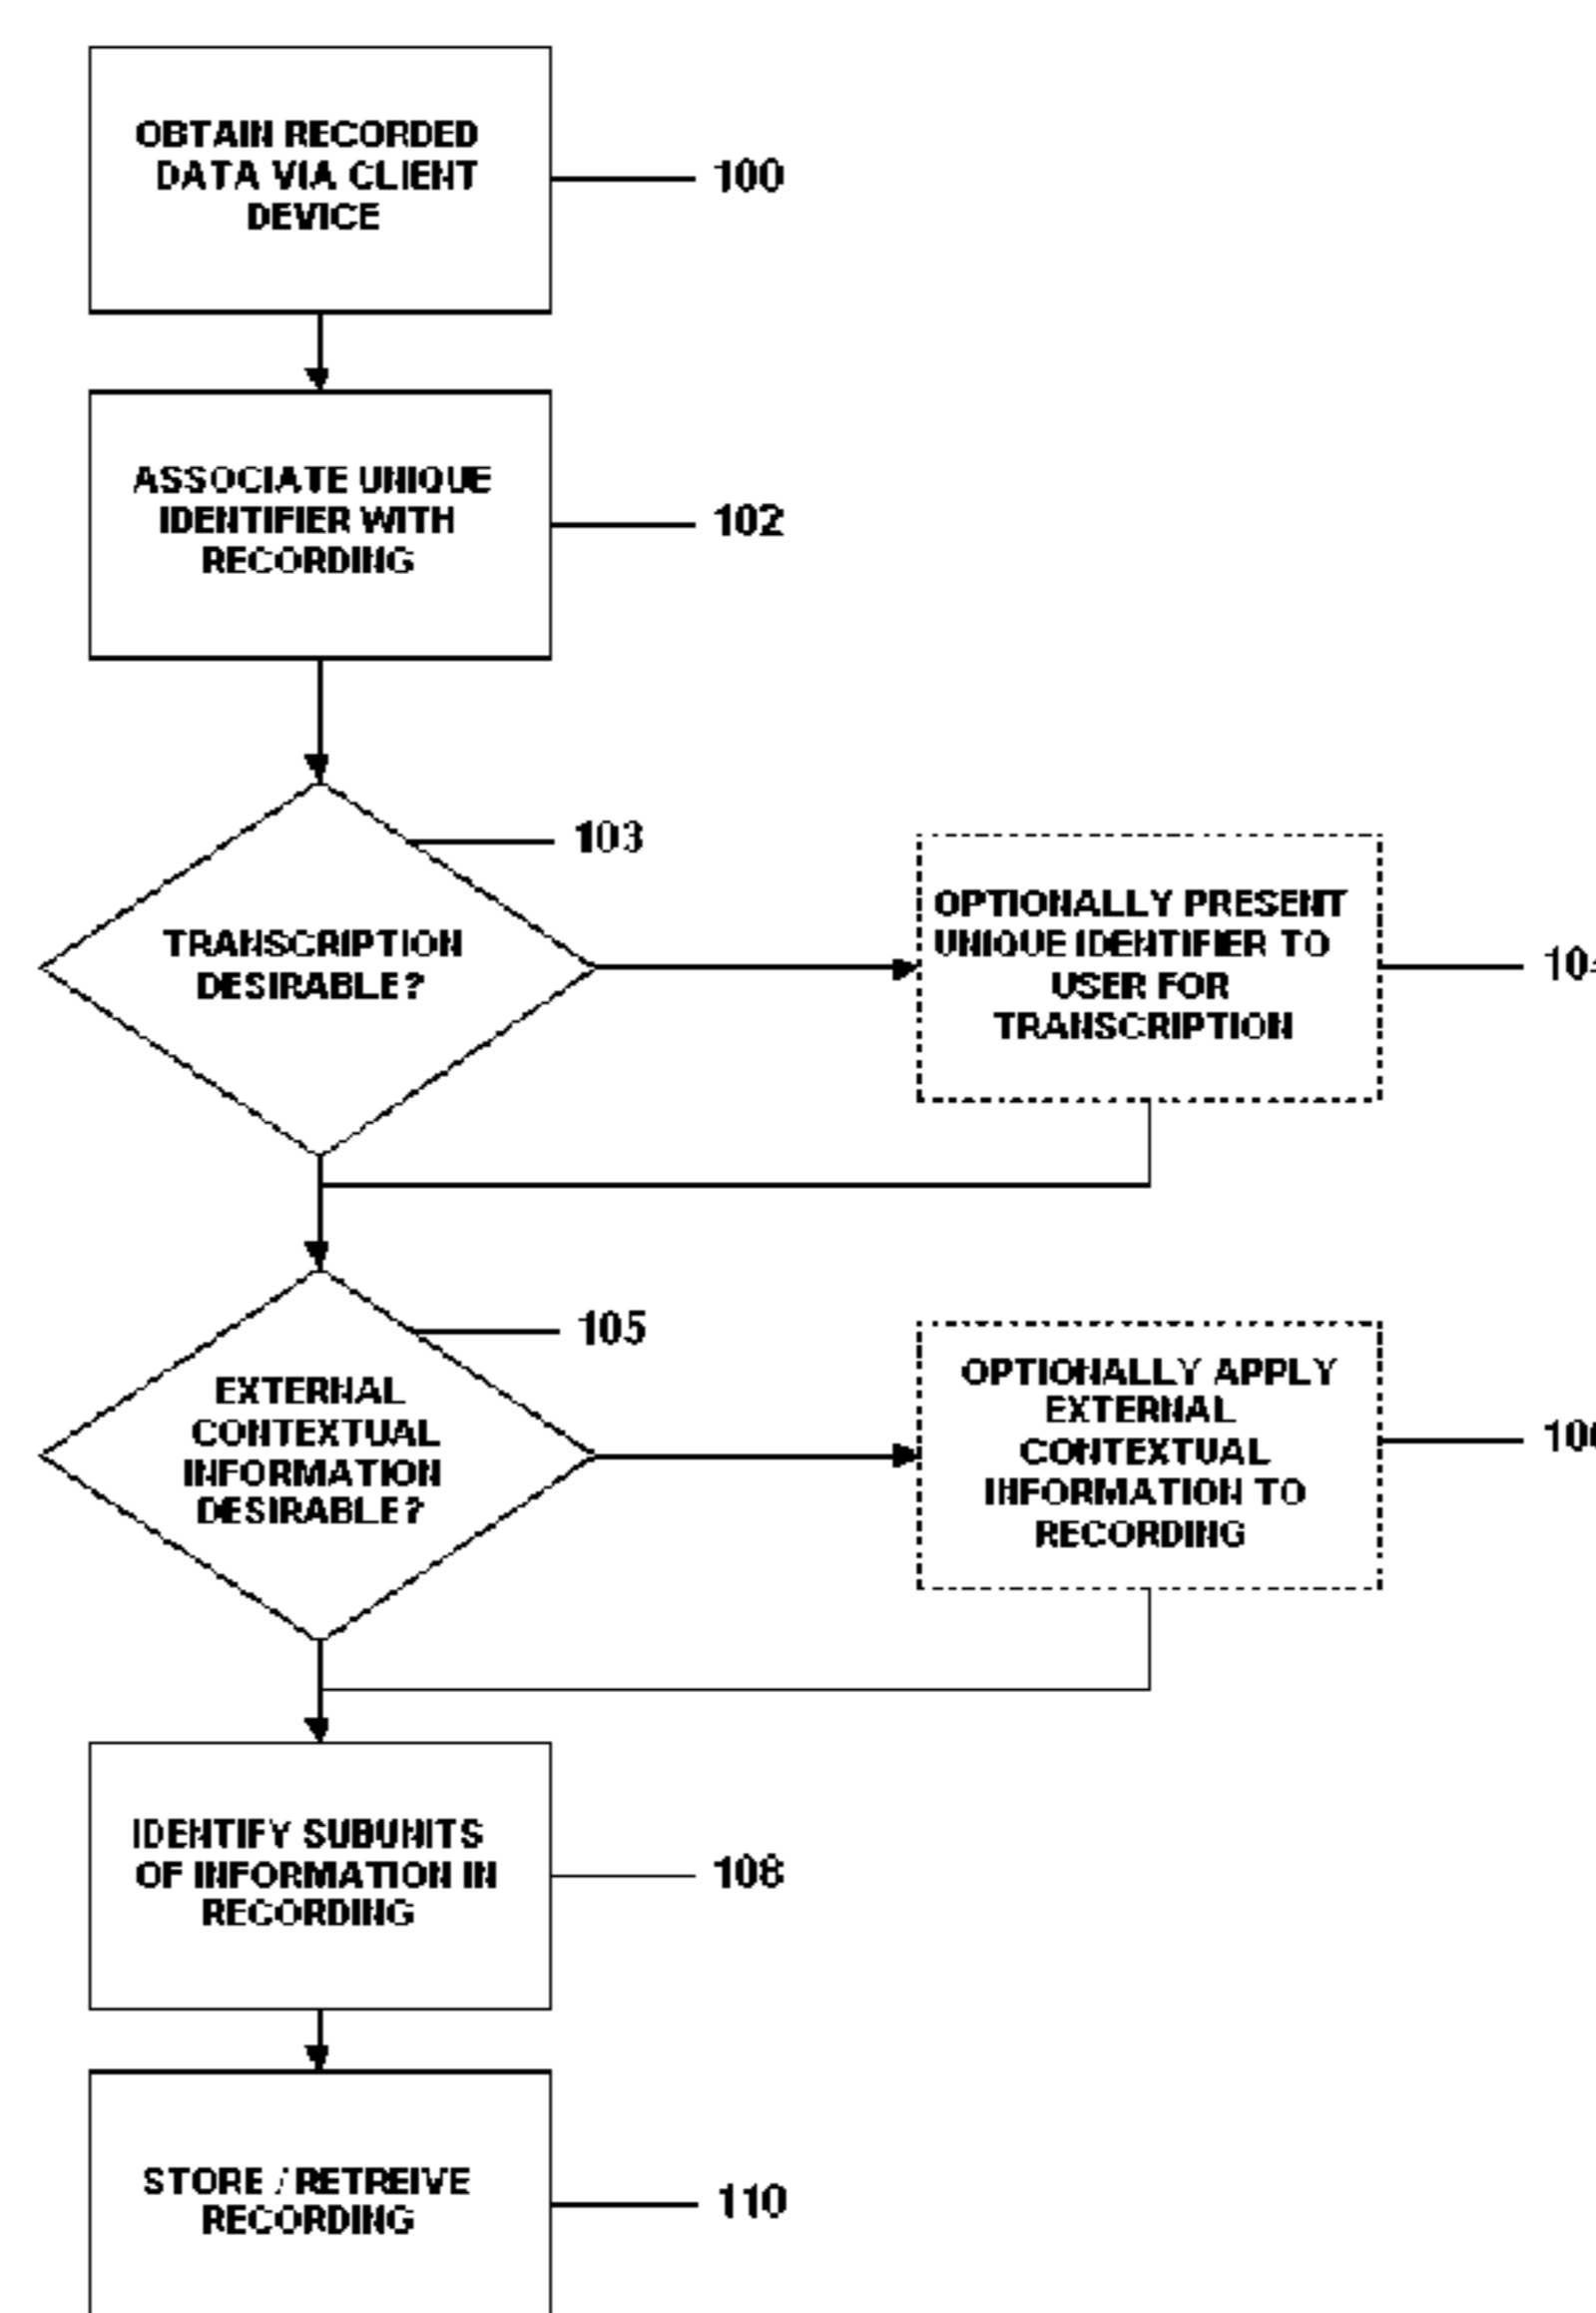 OBTAIN RECORDED
DATA VIA CLIENT
DEVICE
100
ASSOCIATE UNIQUE
IDENTIFIER WITH
RECORDING
102
103
TRANSCRIPTION
DESIRABLE?
OPTIONALLY PRESENT
UNIQUE IDENTIFIER TO
USER FOR
TRANSCRIPTION
105
EXTERNAL
CONTEXTUAL
INFORMATION
DESIRABLE?
OPTIONALLY APPLY
EXTERNAL
CONTEXTUAL
INFORMATION TO
RECORDING
IDENTIFY SUBUNITS
OF INFORMATION IN
RECORDING
108
STORE / RETREIVE
RECORDING
110